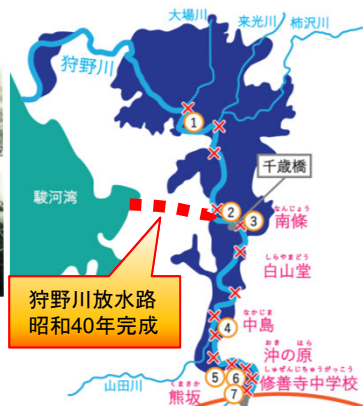 大場川
来光川
柿沢川
狩野川
①
千歳橋
駿河湾
②
③
なんじょう
南條
しらやまどう
白山堂
狩野川放水路
昭和40年完成
なかじま
④中島
おき はら
沖の原
しゅぜんじちゅうがっこう
⑤
⑥
修善寺中学校
山田川
くまさか
熊坂
⑦